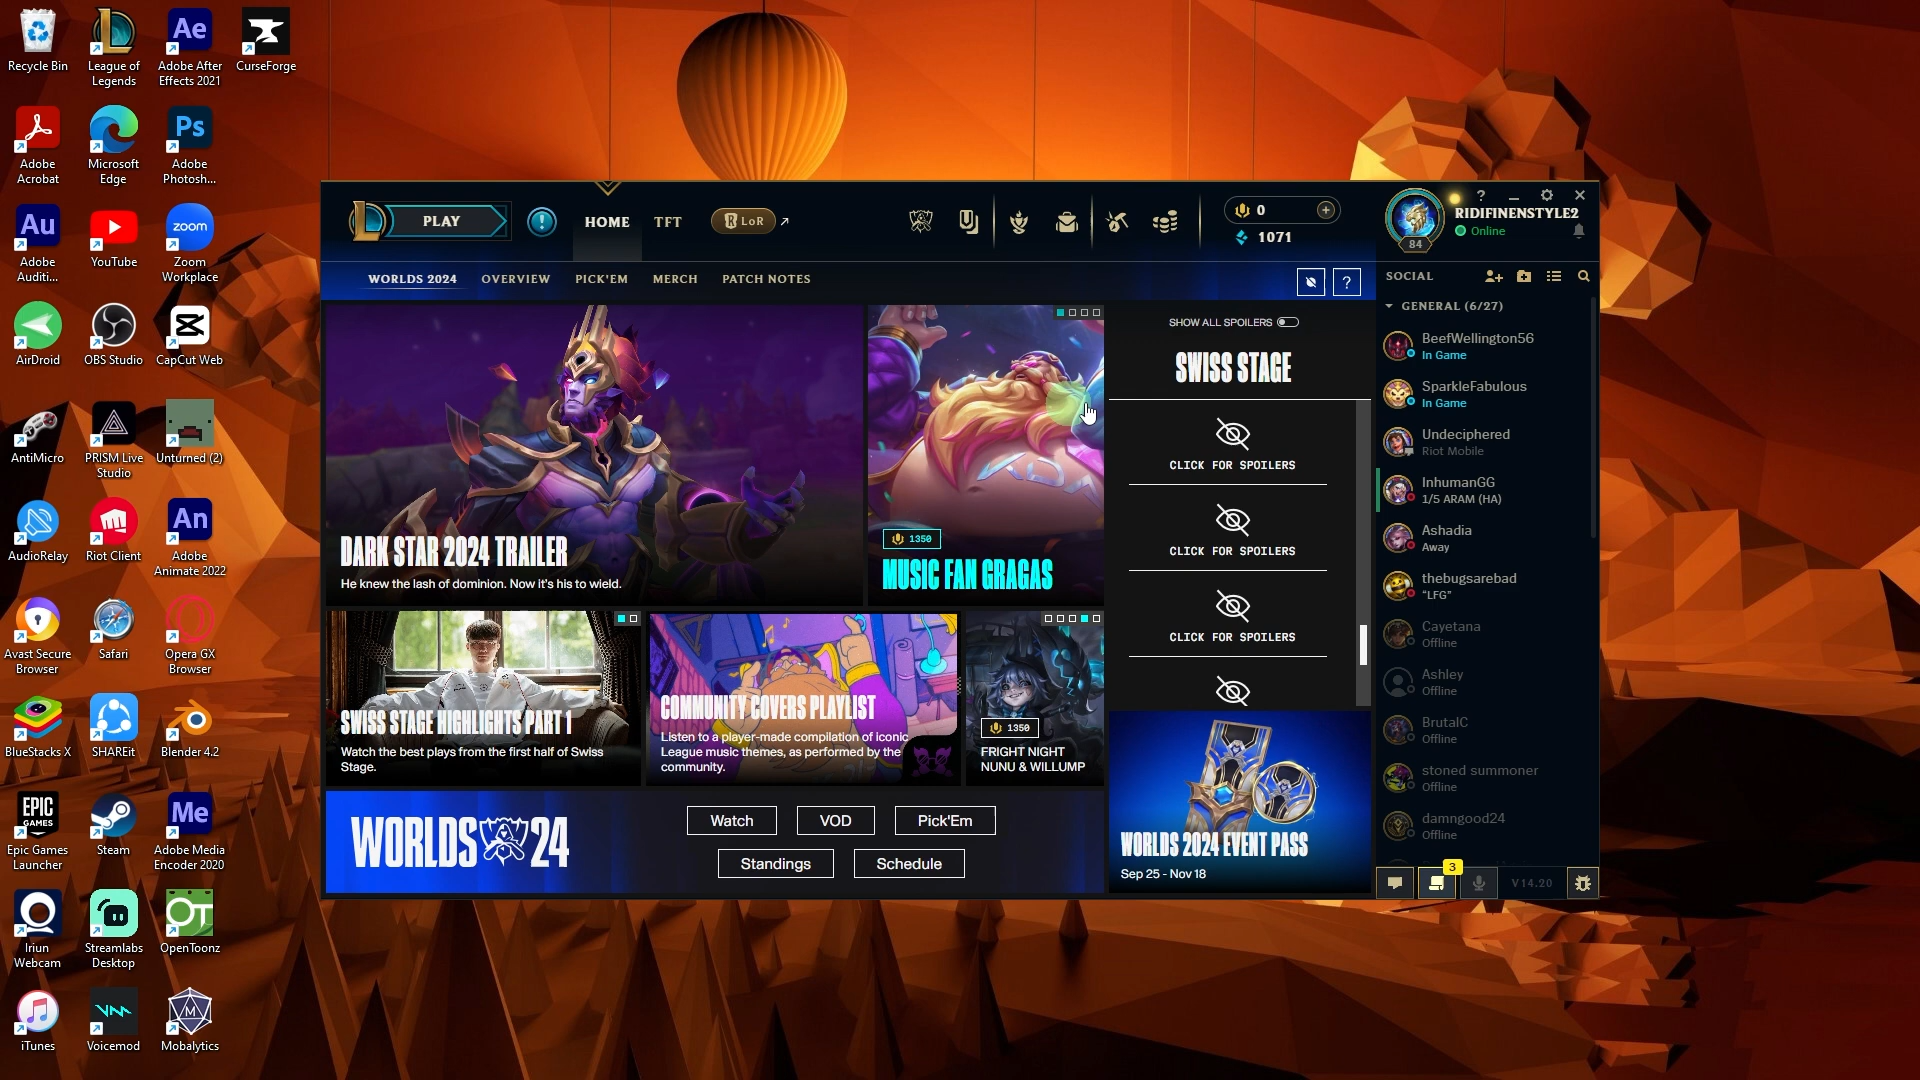 Recycle Bin
League of
Legends
Ae
Adobe After
Effects 2021
CurseForge
Adobe
Acrobat
Microsoft
Edge
Ps
Adobe
Photosh...
Au
Adobe
Auditi...
YouTube
zoom
Zoom
Workplace
AirDroid
OBS Studio
CapCut Web
AntiMicro
PRISM Live
Studio
Unturned (2)
AudioRelay
Riot Client
An
Adobe
Animate 2022
Avast Secure
Browser
Safari
Opera GX
Browser
BlueStacks X
SHAREit
Blender 4.2
EPIC
GAMES
Epic Games
Launcher
Steam
Me
Adobe Media
Encoder 2020
Iriun
Webcam
Streamlabs
Desktop
OT
OpenToonz
iTunes
Voicemod
M
Mobalytics
PLAY
HOME
TFT
LoR
0
1071
84
?
RIDIFINENSTYLE2
Online
WORLDS 2024
OVERVIEW
PICK'EM
MERCH
PATCH NOTES
?
DARK STAR 2024 TRAILER
He knew the lash of dominion. Now it's his to wield.
1350
MUSIC FAN GRAGAS
SHOW ALL SPOILERS
SWISS STAGE
CLICK FOR SPOILERS
CLICK FOR SPOILERS
CLICK FOR SPOILERS
SWISS STAGE HIGHLIGHTS PART 1
Watch the best plays from the first half of Swiss
Stage.
COMMUNITY COVERS PLAYLIST
Listen to a player-made compilation of iconic
League music themes, as performed by the
community.
1350
FRIGHT NIGHT
NUNU & WILLUMP
WORLDS 24
Watch
VOD
Pick'Em
Standings
Schedule
WORLDS 2024 EVENT PASS
Sep 25 - Nov 18
SOCIAL
GENERAL (6/27)
BeefWellington56
In Game
SparkleFabulous
In Game
Undeciphered
Riot Mobile
InhumanGG
1/5 ARAM (HA)
Ashadia
Away
thebugsarebad
“LFG”
Cayetana
Offline
Ashley
Offline
BrutalC
Offline
stoned summoner
Offline
damngood24
Offline
3
V14.20